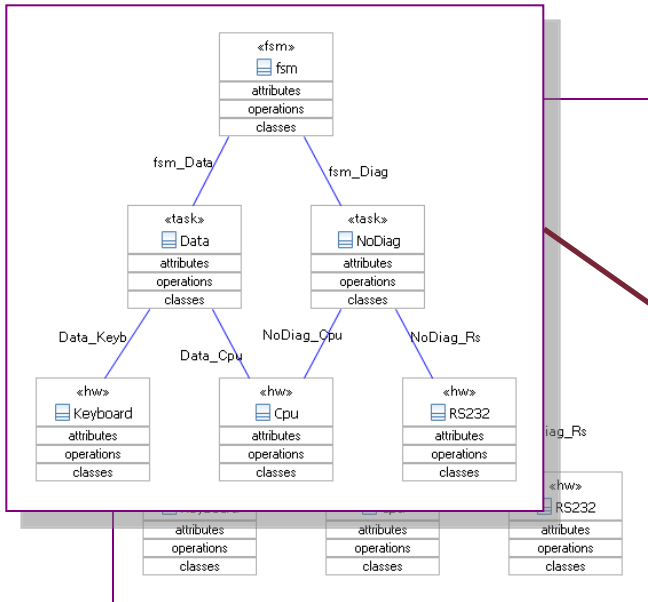 «fsm»
fsm
attributes
operations
classes
fsm_Data
fsm_Diag
«task» «task»
Data NoDiag
attributes attributes
operations operations
classes classes
Data_Keyb Data_Cpu NoDiag_Cpu NoDiag_Rs
«hw» «hw» «hw»
Keyboard Cpu RS232
attributes attributes attributes
operations operations operations
classes classes classes
iag_Rs
«hw»
RS232
attributes attributes attributes
operations operations operations
classes classes classes